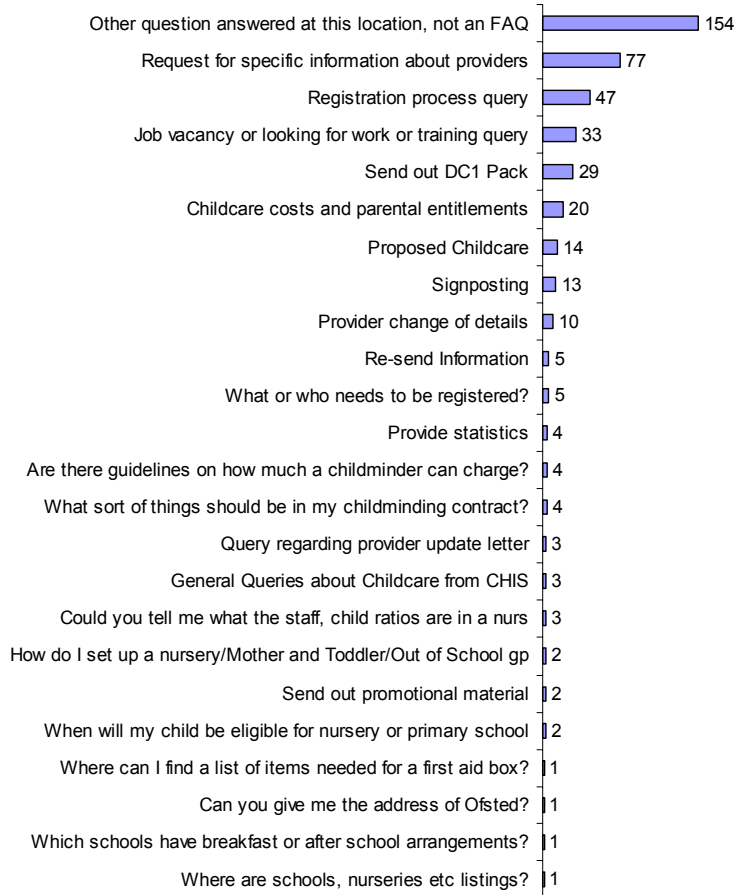 Other question answered at this location, not an FAQ 154
Request for specific information about providers 77
Registration process query 47
Job vacancy or looking for work or training query 33
Send out DC1 Pack 29
Childcare costs and parental entitlements 20
Proposed Childcare 14
Signposting 13
Provider change of details 10
Re-send Information 5
What or who needs to be registered? 5
Provide statistics 4
Are there guidelines on how much a childminder can charge? 4
What sort of things should be in my childminding contract? 4
Query regarding provider update letter 3
General Queries about Childcare from CHIS 3
Could you tell me what the staff, child ratios are in a nurs 3
How do I set up a nursery/Mother and Toddler/Out of School gp 2
Send out promotional material 2
When will my child be eligible for nursery or primary school 2
Where can I find a list of items needed for a first aid box? 1
Can you give me the address of Ofsted? 1
Which schools have breakfast or after school arrangements? 1
Where are schools, nurseries etc listings? 1